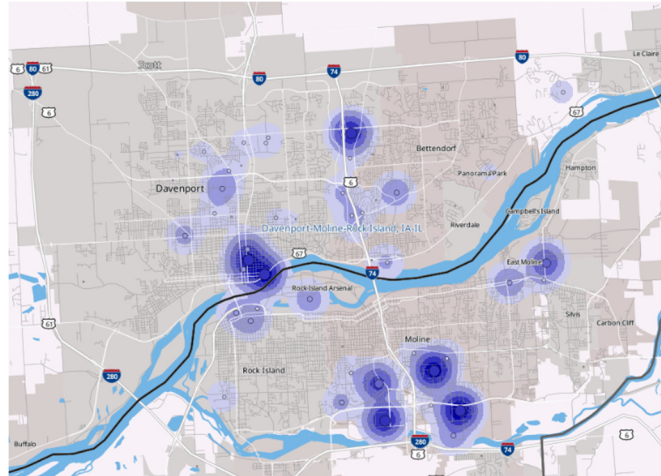 80
Le Claire
6
80
61
Scott
80
74
280
6
67
Bettendorf
Hampton
Panorama Park
6
Davenport
Campbell's Island
Riverdale
Davenport-Moline-Rock Island, IA-IL
67
East Moline
74
Rock Island Arsenal
Silvis
61
Carbon Cliff
Moline
Rock Island
280
6
Buffalo
280
74